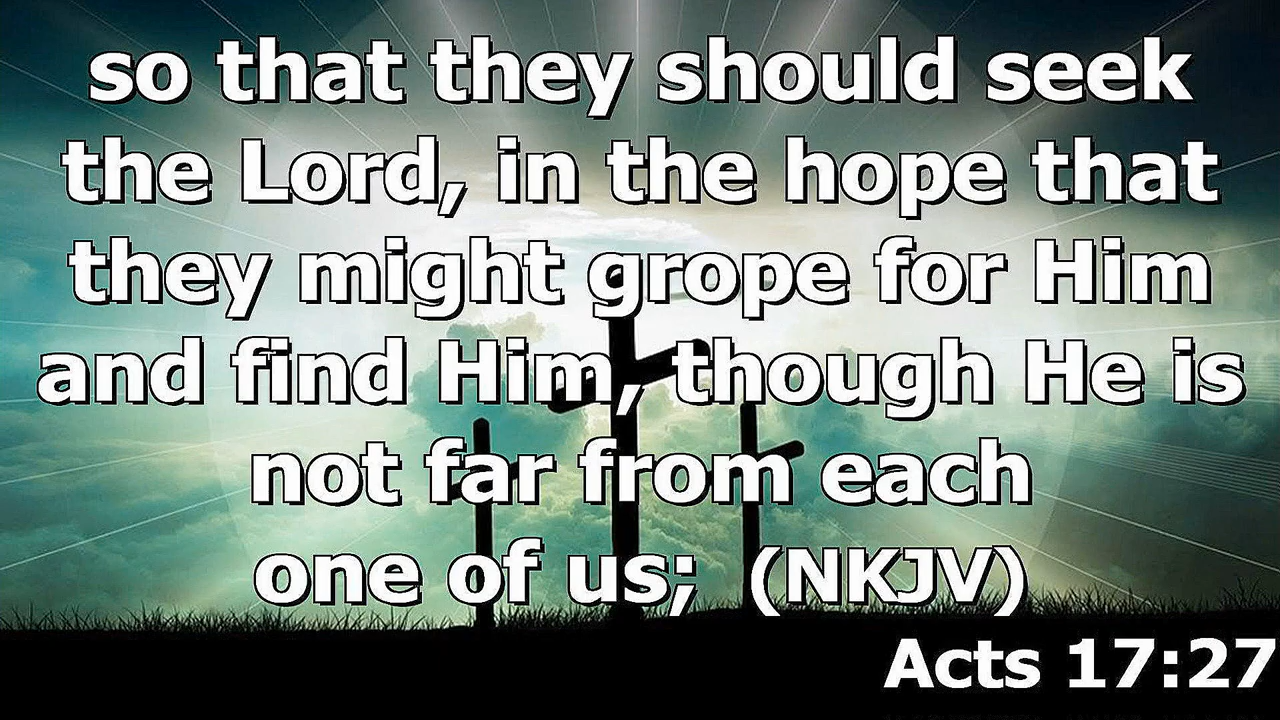 so that they should seek
the Lord, in the hope that
they might grope for Him
and find Him, though He is
not far from each
one of us;  (NKJV)
Acts 17:27